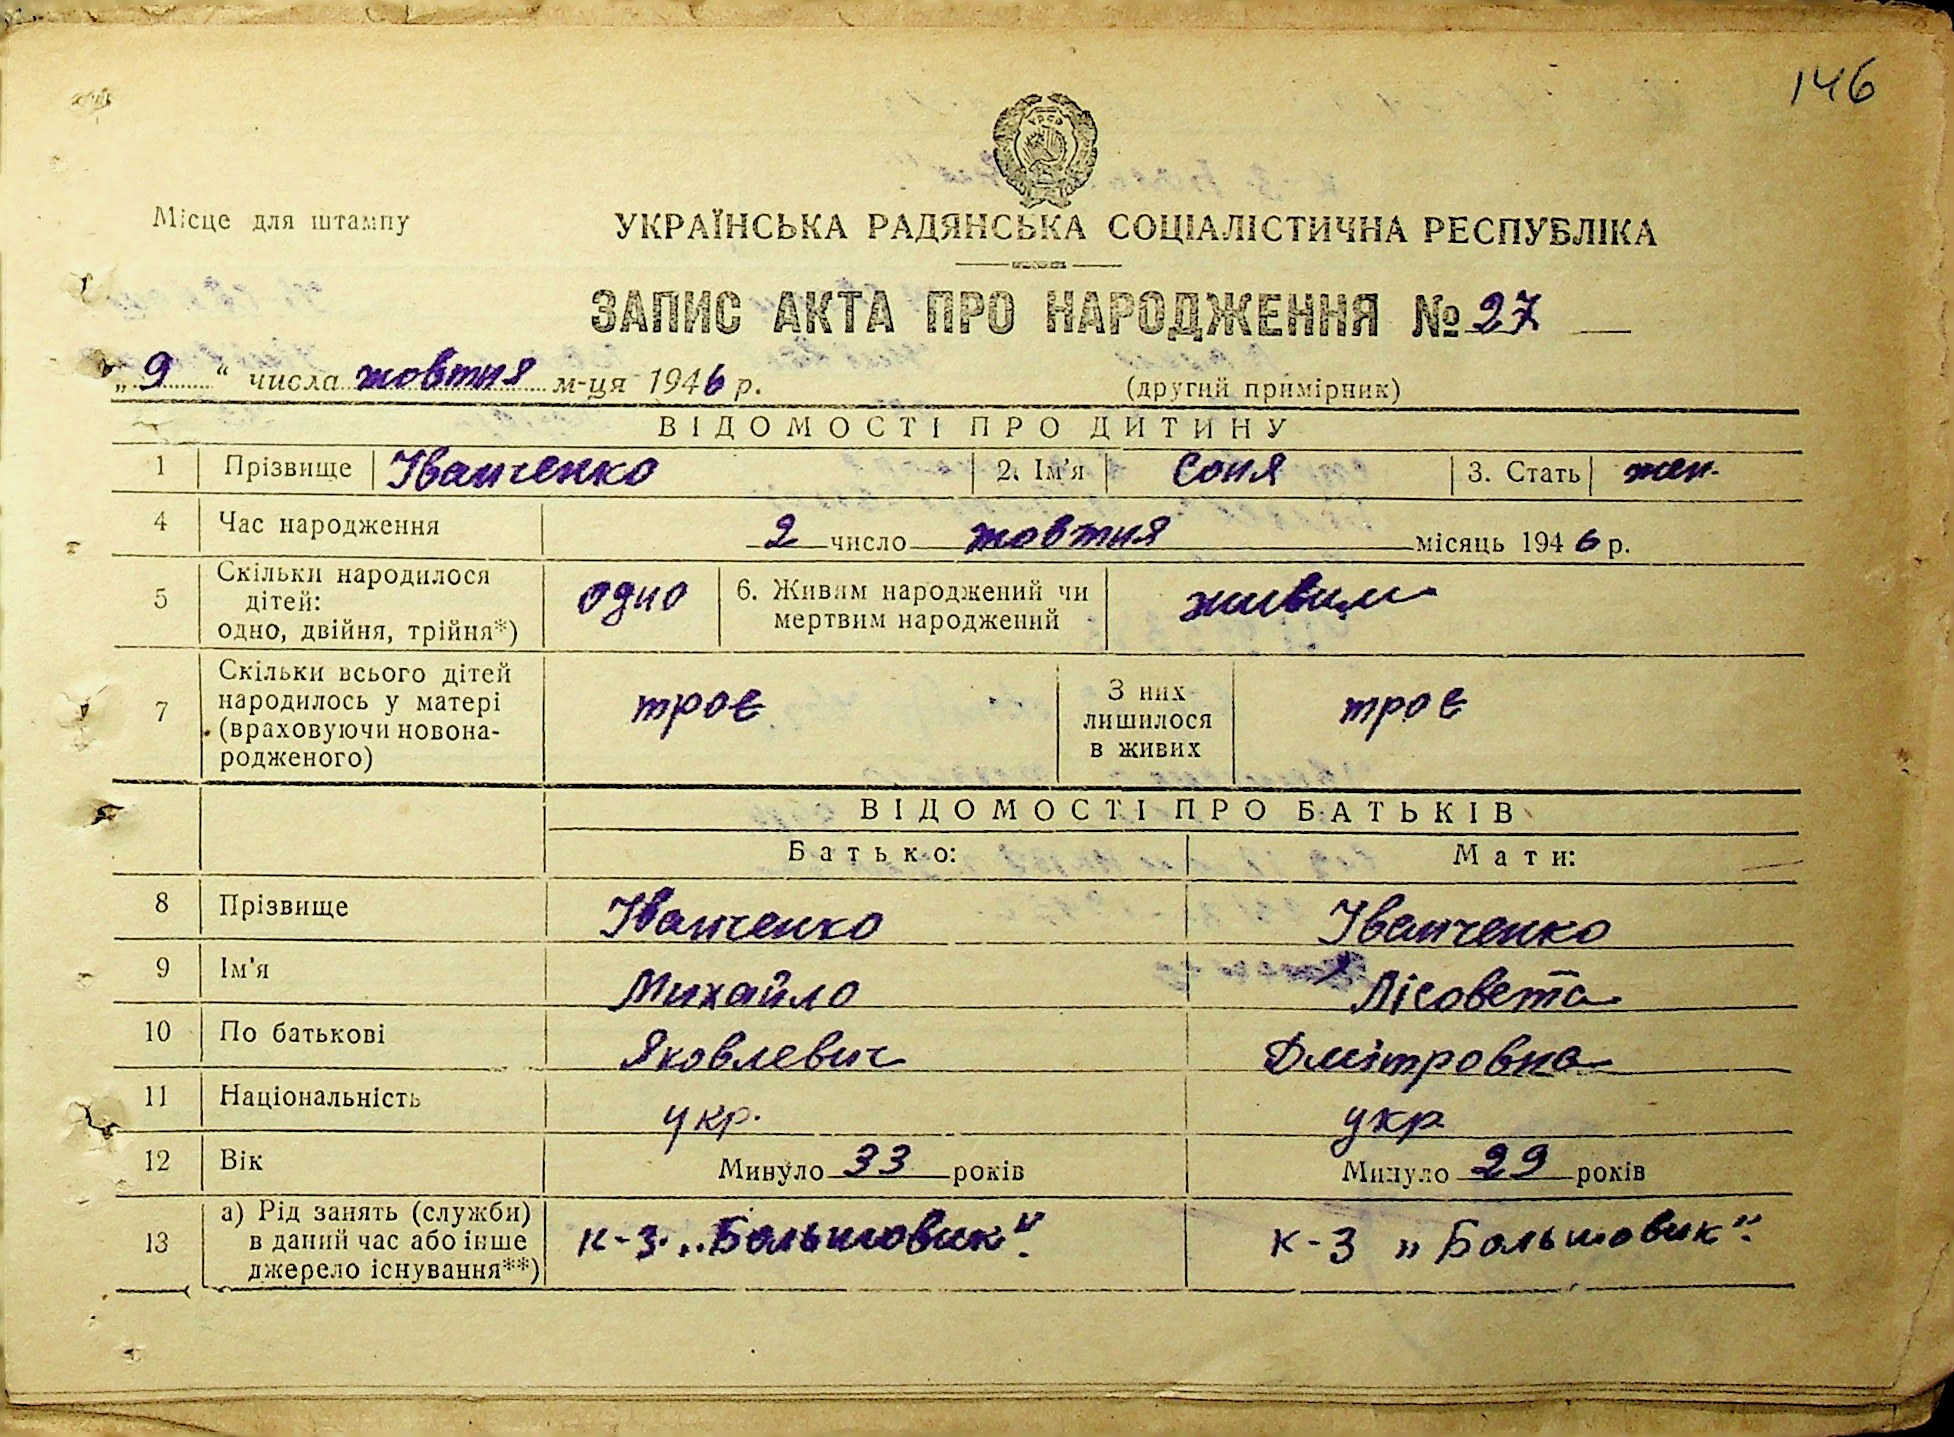 146
УРСР
Місце для штампу
УКРАЇНСЬКА РАДЯНСЬКА СОЦІАЛІСТИЧНА РЕСПУБЛІКА
ЗАПИС АКТА ПРО НАРОДЖЕННЯ № 27
„ 9 “ числа жовтня м-ця 1946 р.
(другий примірник)
ВІДОМОСТІ ПРО ДИТИНУ
1 Прізвище Іванченко 2. Ім'я Соня 3. Стать жен.
4 Час народження 2 число жовтня місяць 1946 р.
5 Скільки народилося дітей: одно, двійня, трійня*) одно 6. Живим народжений чи мертвим народжений живим
7 Скільки всього дітей народилось у матері (враховуючи новонародженого) троє З них лишилося в живих троє
ВІДОМОСТІ ПРО БАТЬКІВ
Батько: Мати:
8 Прізвище Іванченко Іванченко
9 Ім'я Михайло Лісовета
10 По батькові Яковлевич Дмітровна
11 Національність укр. укр
12 Вік Минуло 33 років Минуло 29 років
13 а) Рід занять (служби) в даний час або інше джерело існування**) к-з „Большовик“. к-з „Большовик“.